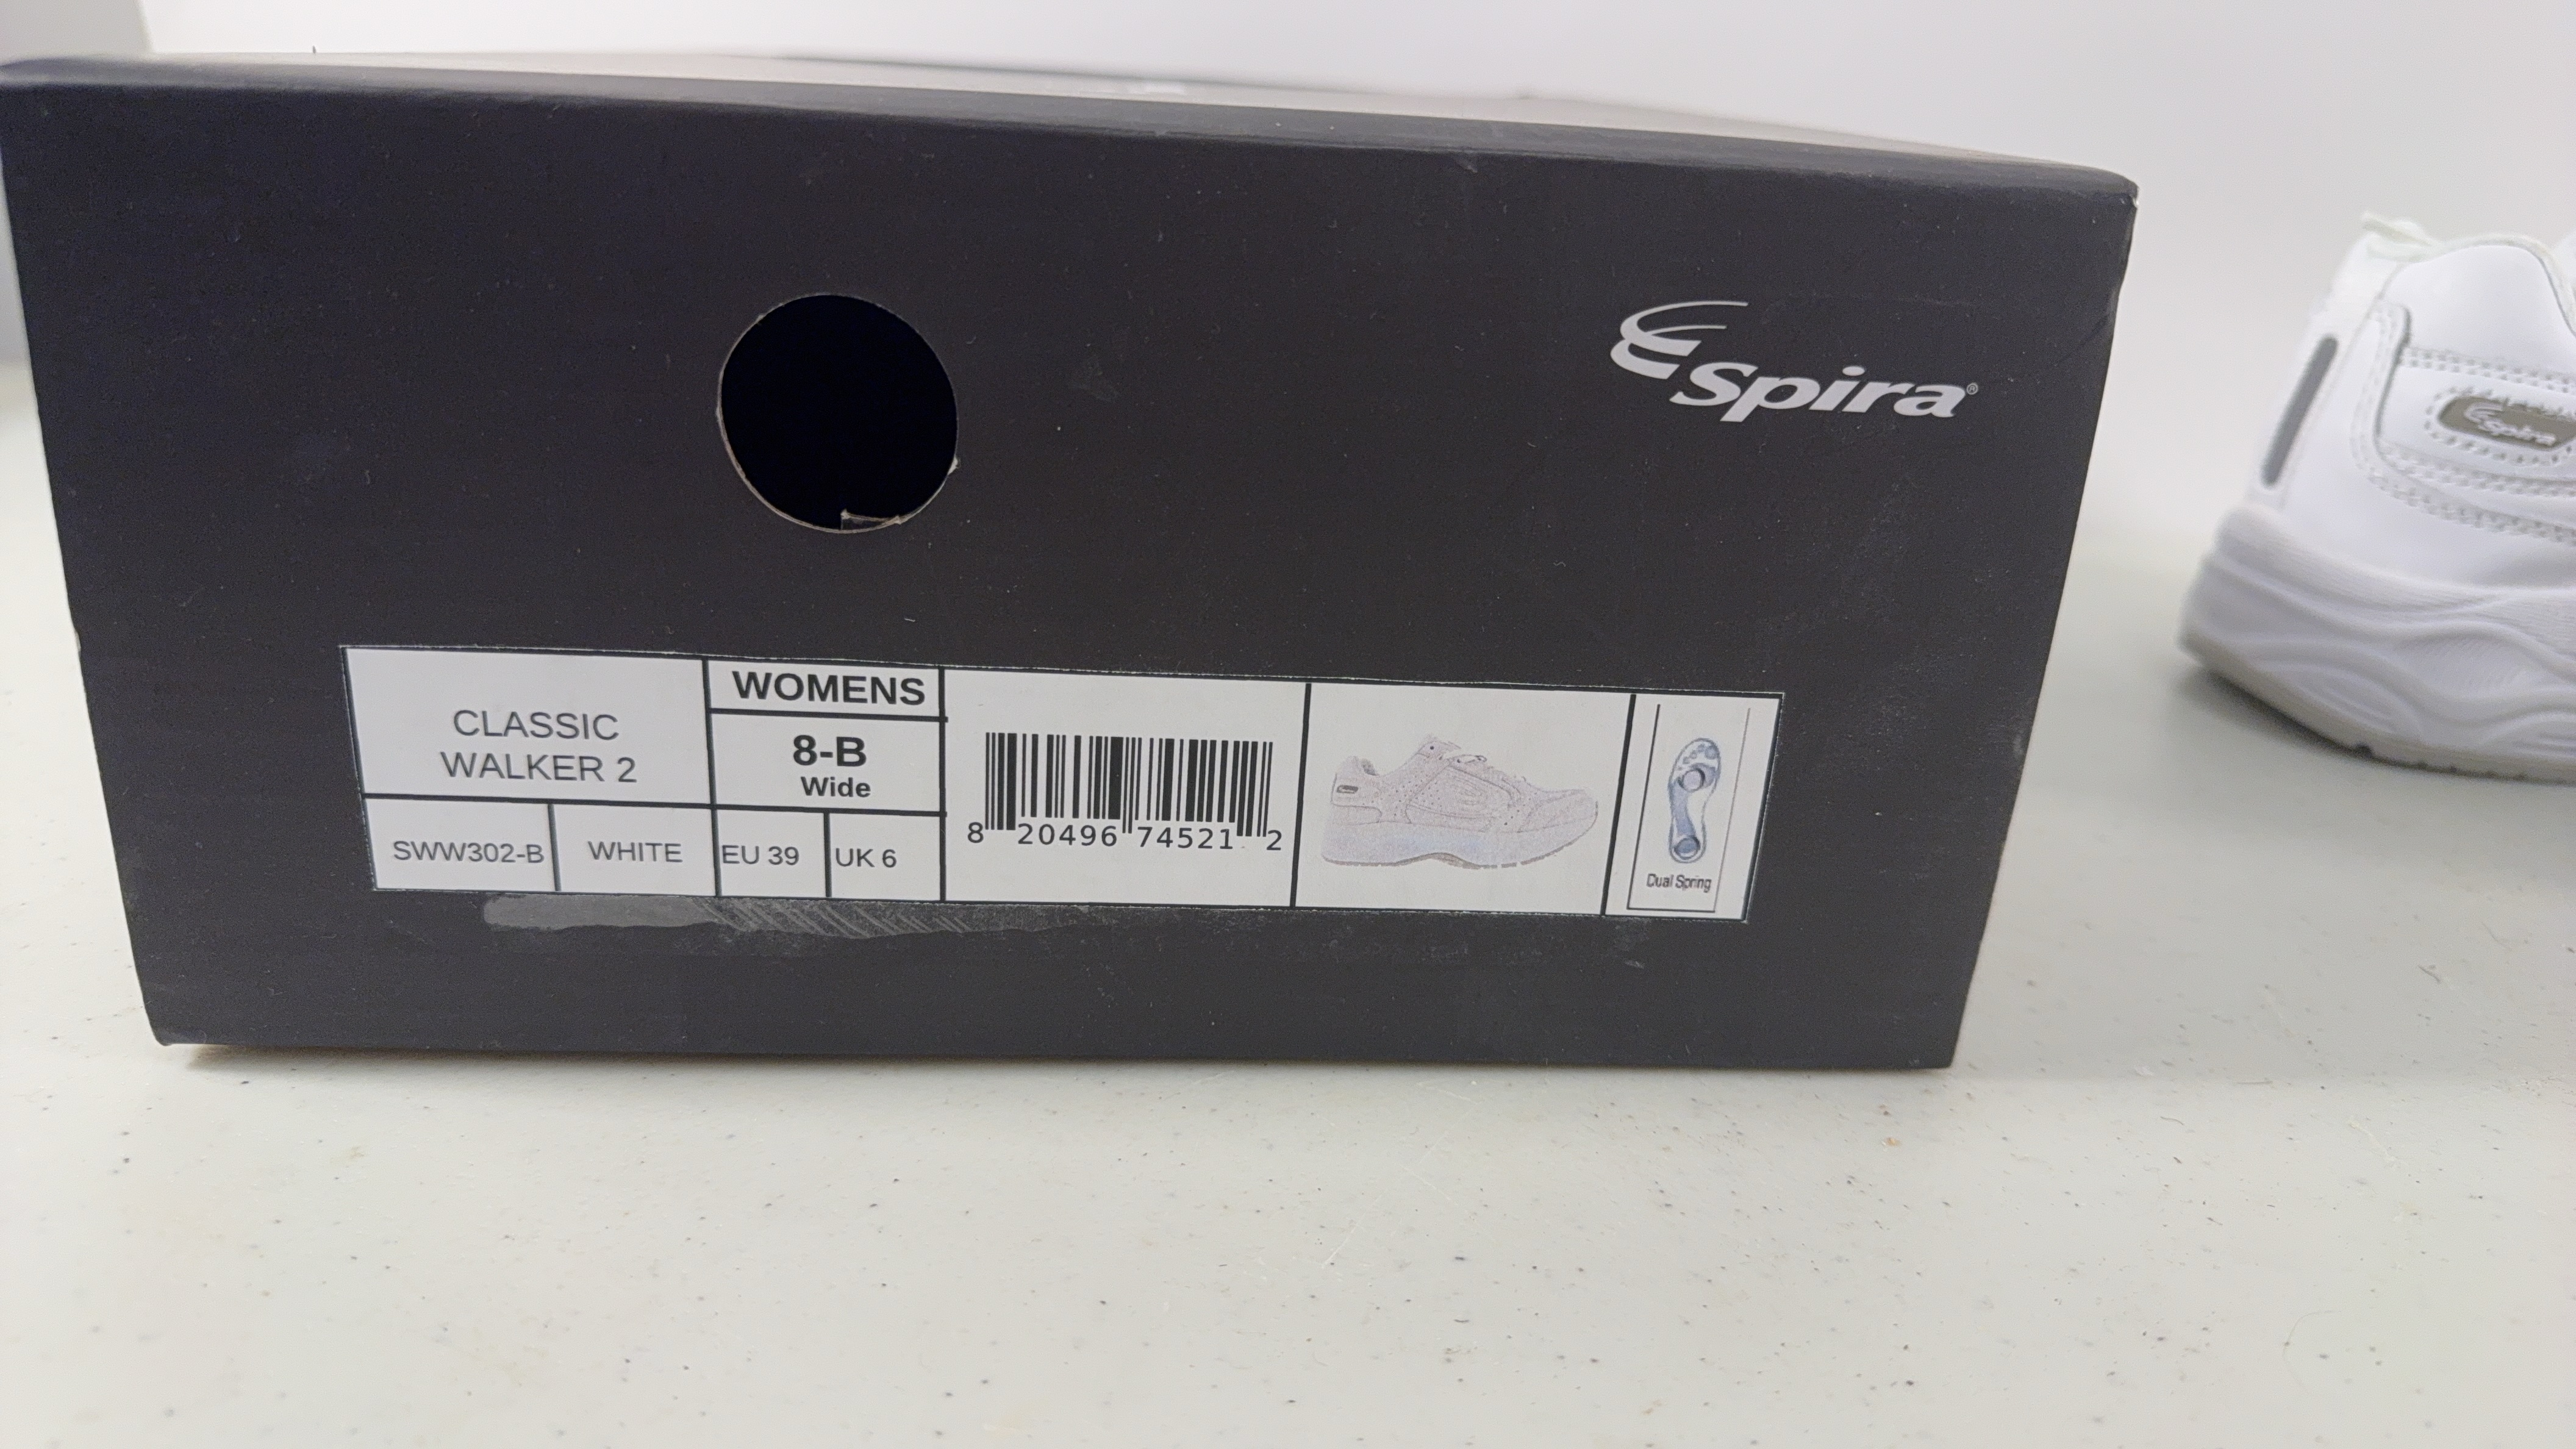 Spira®
Spira
CLASSIC
WALKER 2
WOMENS
8-B
Wide
SWW302-B
WHITE
EU 39
UK 6
8 20496 74521 2
Dual Spring